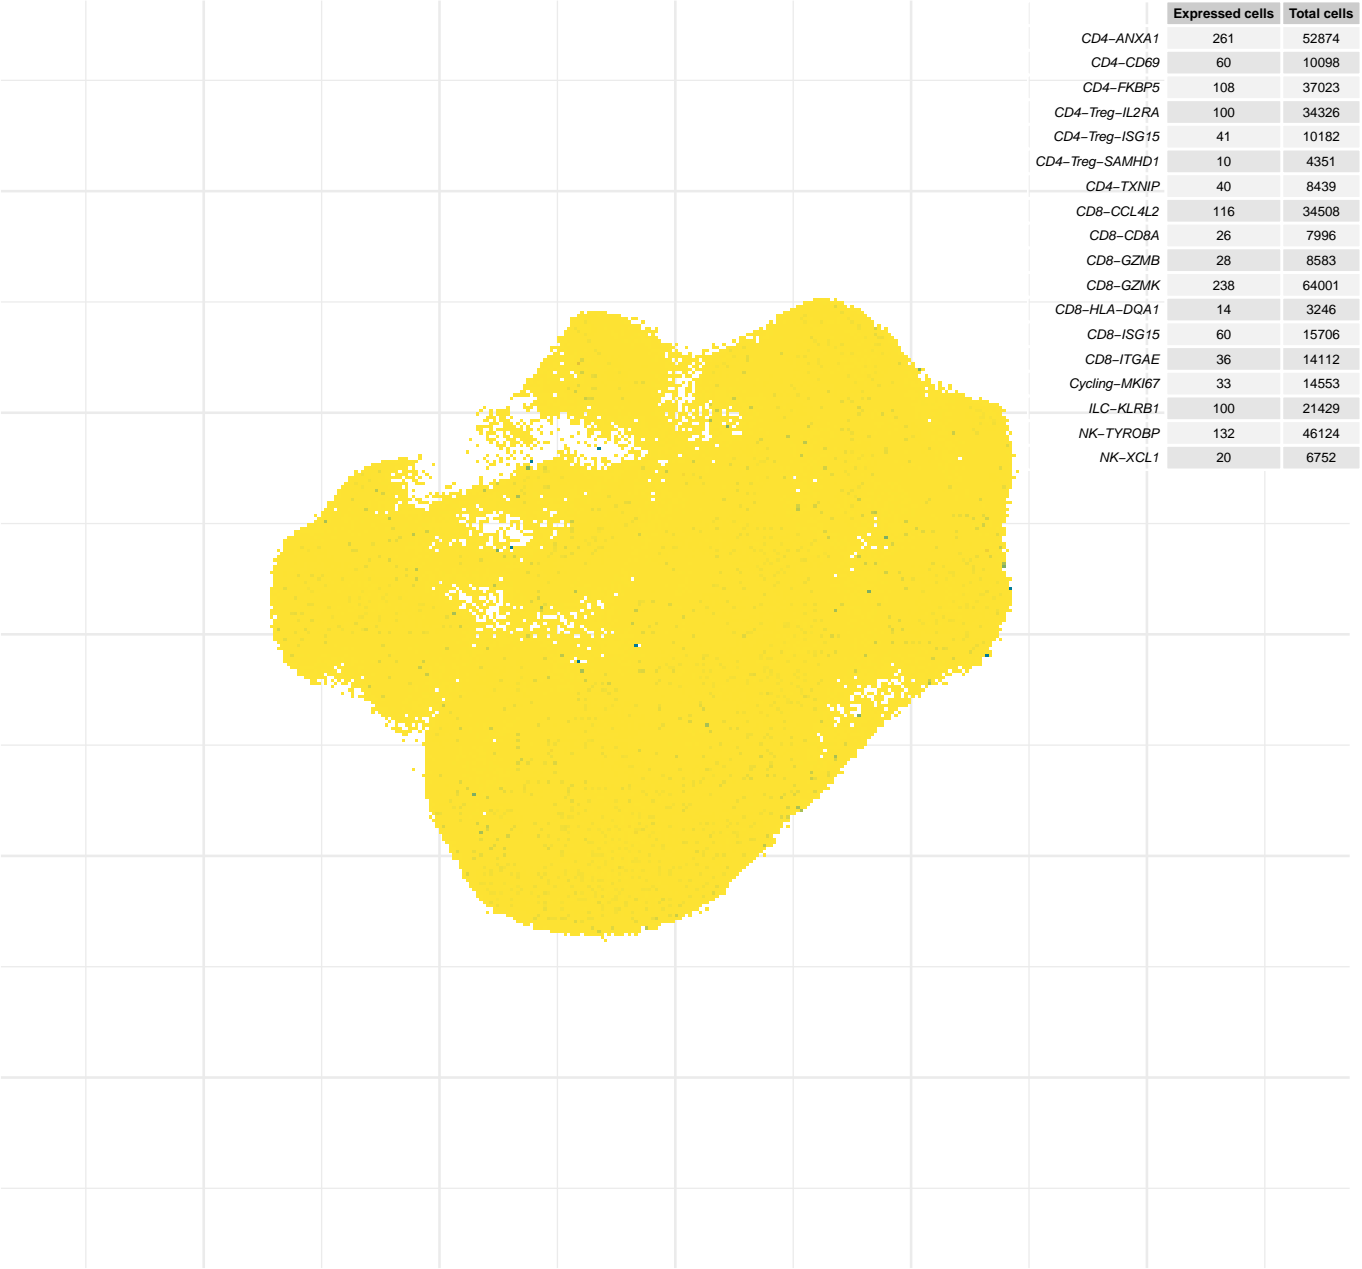 Expressed cells Total cells
CD4−ANXA1 261 52874
CD4−CD69 60 10098
CD4−FKBP5 108 37023
CD4−Treg−IL2RA 100 34326
CD4−Treg−ISG15 41 10182
CD4−Treg−SAMHD1 10 4351
CD4−TXNIP 40 8439
CD8−CCL4L2 116 34508
CD8−CD8A 26 7996
CD8−GZMB 28 8583
CD8−GZMK 238 64001
CD8−HLA−DQA1 14 3246
CD8−ISG15 60 15706
CD8−ITGAE 36 14112
Cycling−MKI67 33 14553
ILC−KLRB1 100 21429
NK−TYROBP 132 46124
NK−XCL1 20 6752